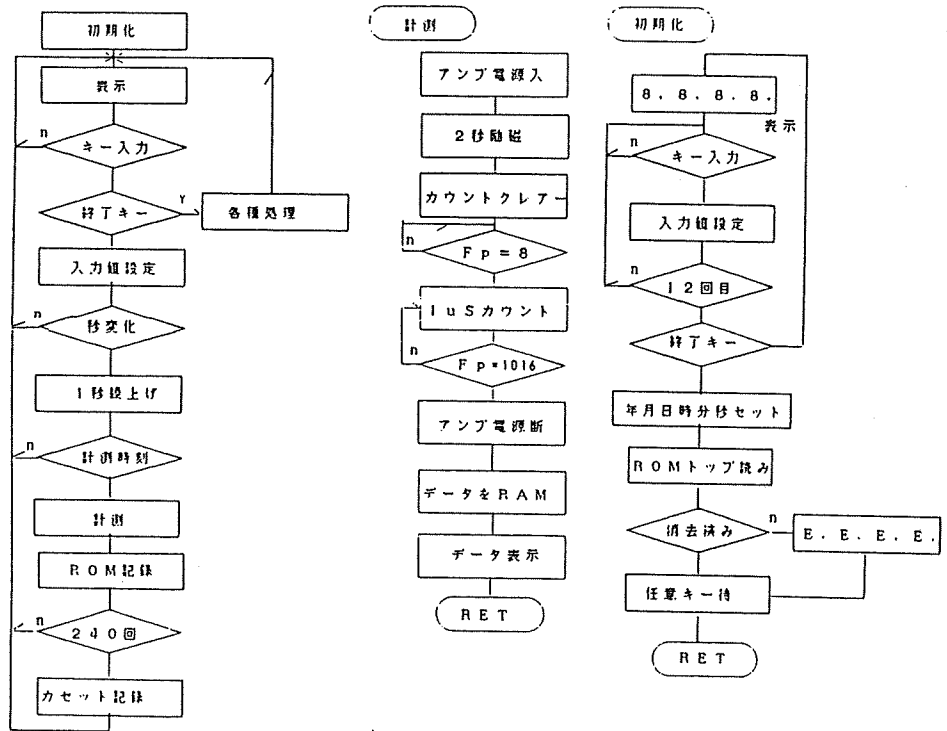 初期化
表示
n
キー入力
終了キー
Y
各種処理
入力値設定
n
秒変化
1秒繰上げ
n
計測時刻
計測
ROM記録
n
240回
カセット記録
計測
アンプ電源入
2秒励磁
カウントクレアー
n
Fp=8
1uSカウント
n
Fp=1016
アンプ電源断
データをRAM
データ表示
RET
初期化
8.8.8.8.
表示
n
キー入力
入力値設定
n
12回目
終了キー
年月日時分秒セット
ROMトップ読み
消去済み
n
E.E.E.E.
任意キー待
RET